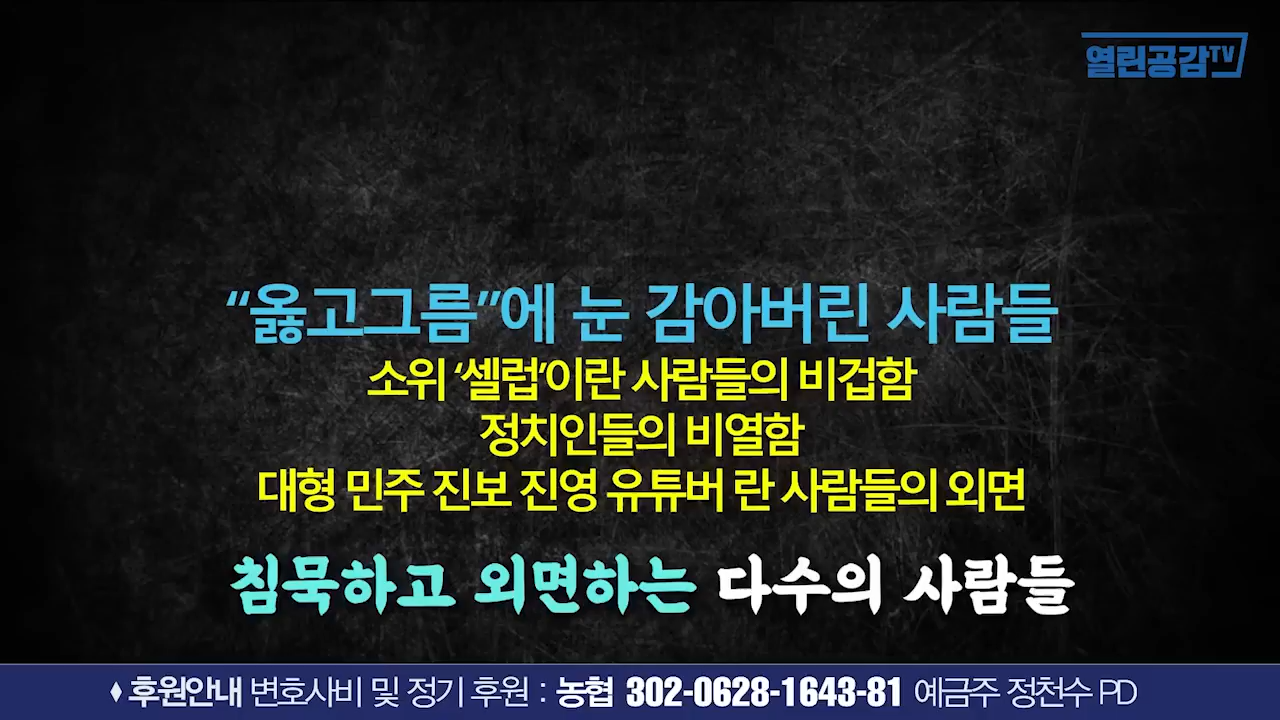 열린공감TV
“옳고그름”에 눈 감아버린 사람들
소위 ‘셀럽’이란 사람들의 비겁함
정치인들의 비열함
대형 민주 진보 진영 유튜버 란 사람들의 외면
침묵하고 외면하는 다수의 사람들
♦ 후원안내 변호사비 및 정기 후원 : 농협 302-0628-1643-81 예금주 정천수 PD